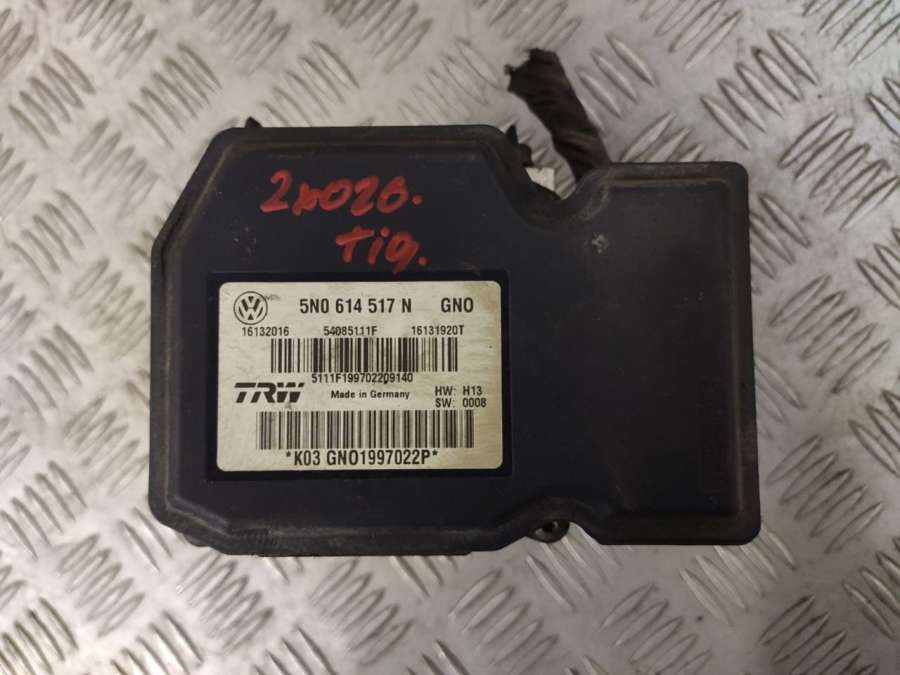 2x026.
tig.
5N0 614 517 N GNO
16132016 54085111F 16131920T
5111F199702209140
TRW Made in Germany HW: H13
SW: 0008
*K03 GNO1997022P*